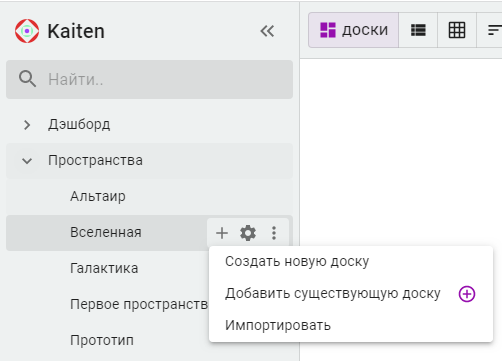 Kaiten
доски
Найти..
Дэшборд
Пространства
Альтаир
Вселенная
Создать новую доску
Галактика
Добавить существующую доску
Первое пространств
Импортировать
Прототип